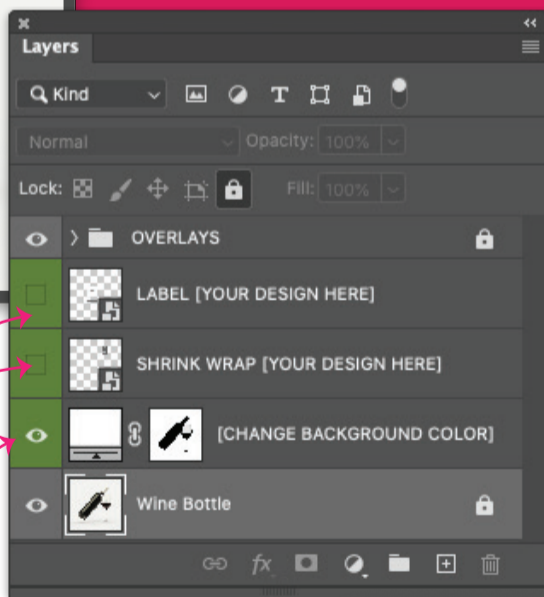 Layers
Kind
Normal Opacity: 100%
Lock: Fill: 100%
OVERLAYS
LABEL [YOUR DESIGN HERE]
SHRINK WRAP [YOUR DESIGN HERE]
[CHANGE BACKGROUND COLOR]
Wine Bottle
fx